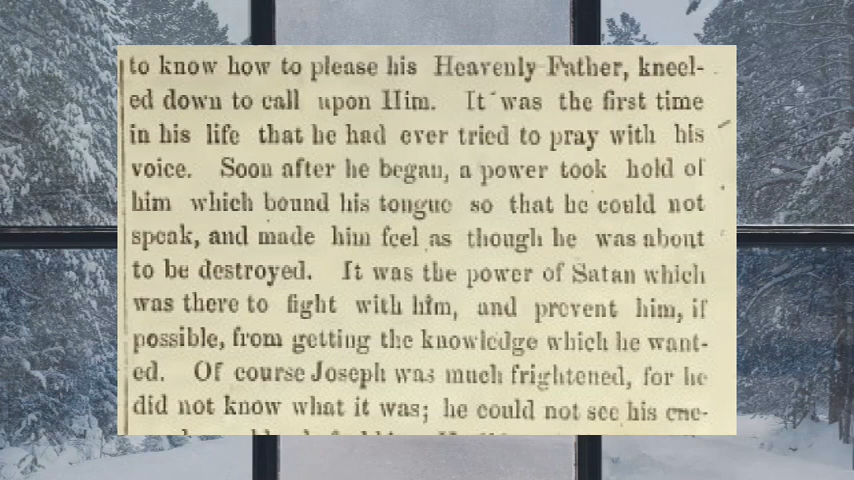 to know how to please his Heavenly Father, kneel-
ed down to call upon Him. It was the first time
in his life that he had ever tried to pray with his
voice. Soon after he began, a power took hold of
him which bound his tongue so that he could not
speak, and made him feel as though he was about
to be destroyed. It was the power of Satan which
was there to fight with him, and prevent him, if
possible, from getting the knowledge which he want-
ed. Of course Joseph was much frightened, for he
did not know what it was; he could not see his ene-